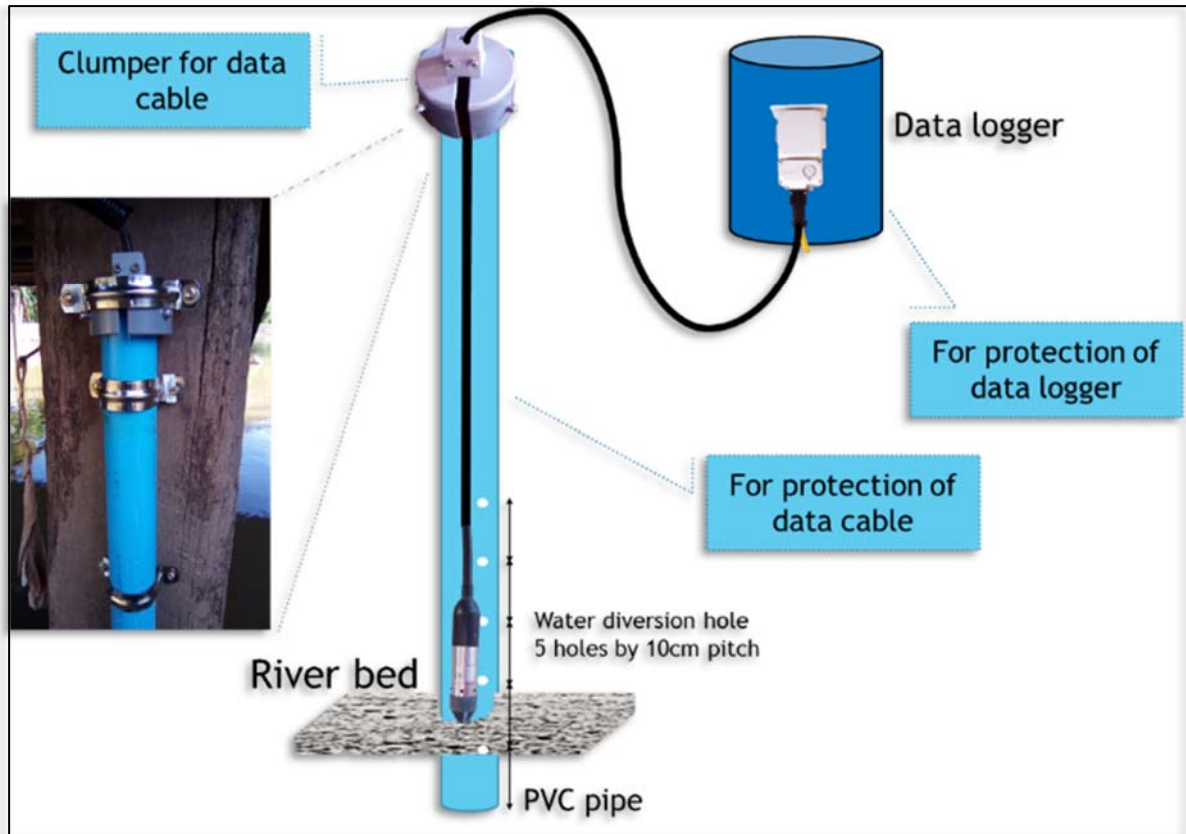 Clumper for data
cable
Data logger
For protection of
data logger
For protection of
data cable
Water diversion hole
5 holes by 10cm pitch
River bed
PVC pipe